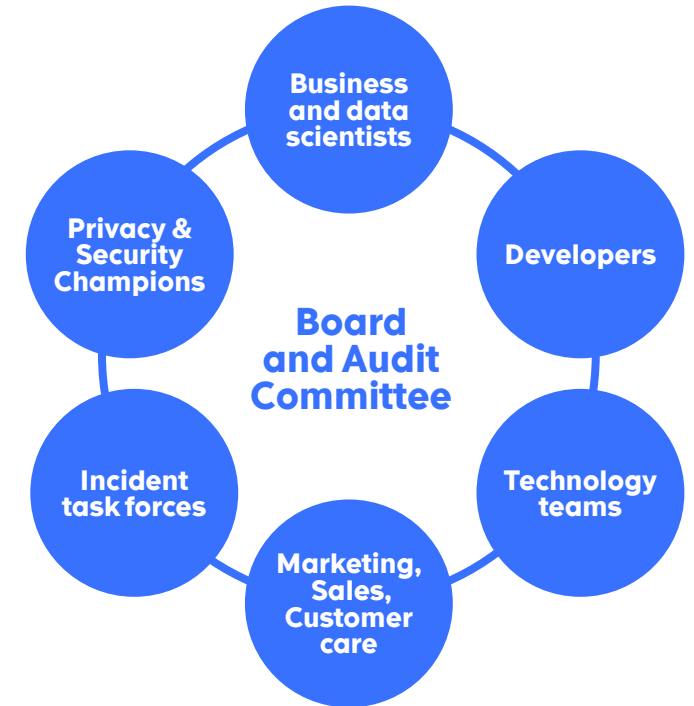 Business
and data
scientists
Developers
Technology
teams
Marketing,
Sales,
Customer
care
Incident
task forces
Privacy &
Security
Champions
Board
and Audit
Committee